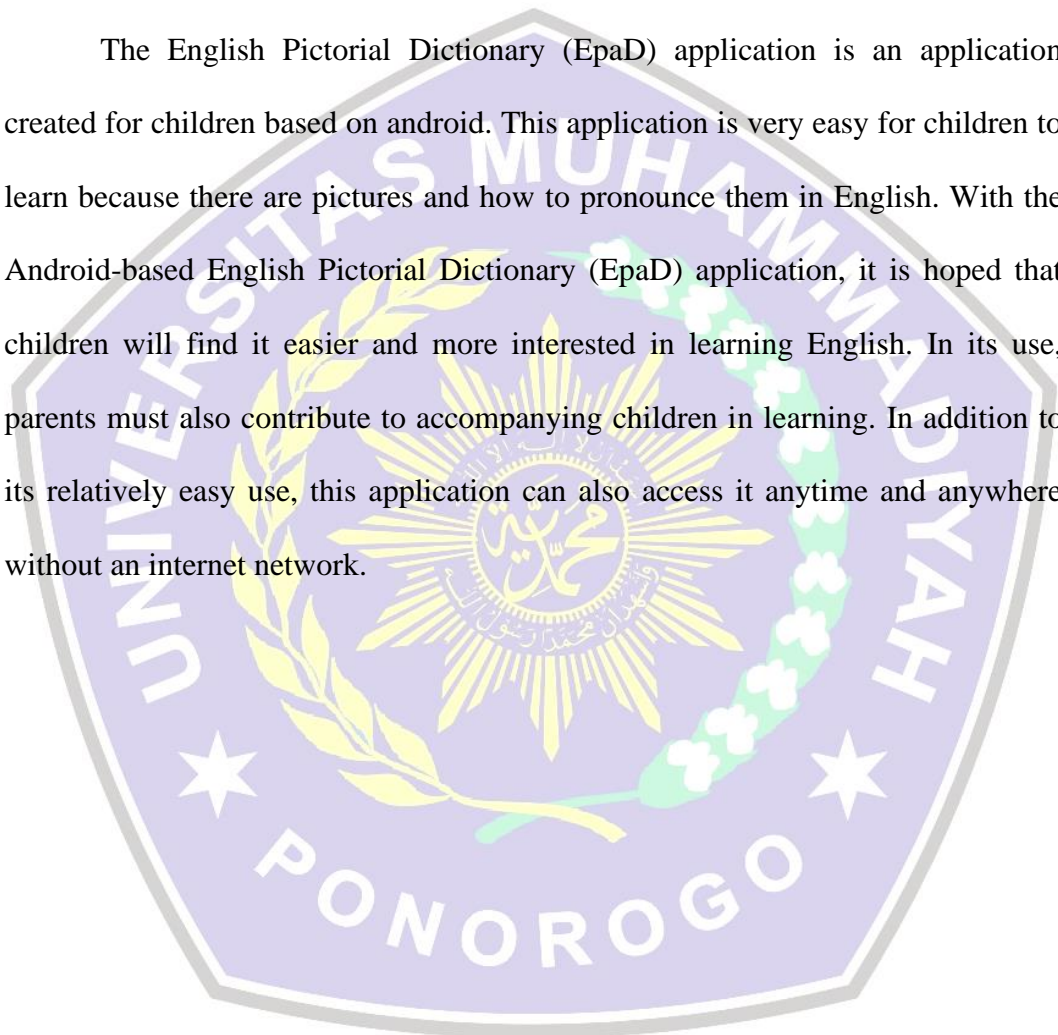 The English Pictorial Dictionary (EpaD) application is an application
created for children based on android. This application is very easy for children to
learn because there are pictures and how to pronounce them in English. With the
Android-based English Pictorial Dictionary (EpaD) application, it is hoped that
children will find it easier and more interested in learning English. In its use,
parents must also contribute to accompanying children in learning. In addition to
its relatively easy use, this application can also access it anytime and anywhere
without an internet network.
UNIVERSITAS MUHAMMADIYAH
PONOROGO
محمدية